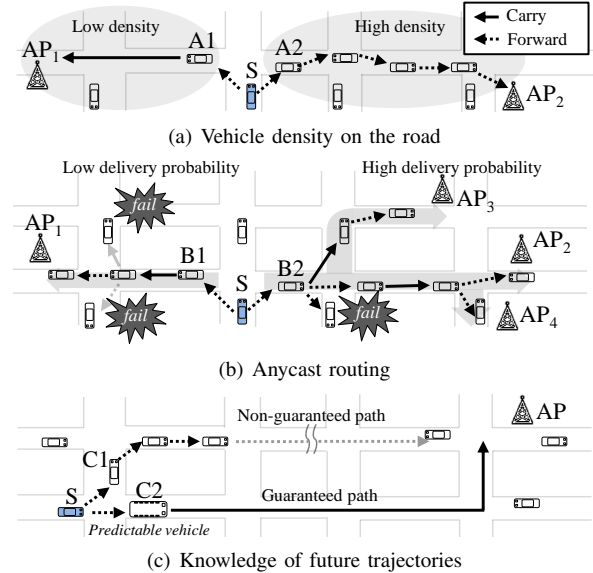 Low density
High density
Carry
Forward
A1
A2
AP1
S
AP2
(a) Vehicle density on the road
Low delivery probability
High delivery probability
fail
AP3
AP1
AP2
B1
B2
S
fail
fail
AP4
(b) Anycast routing
Non-guaranteed path
AP
C1
S
C2
Guaranteed path
Predictable vehicle
(c) Knowledge of future trajectories